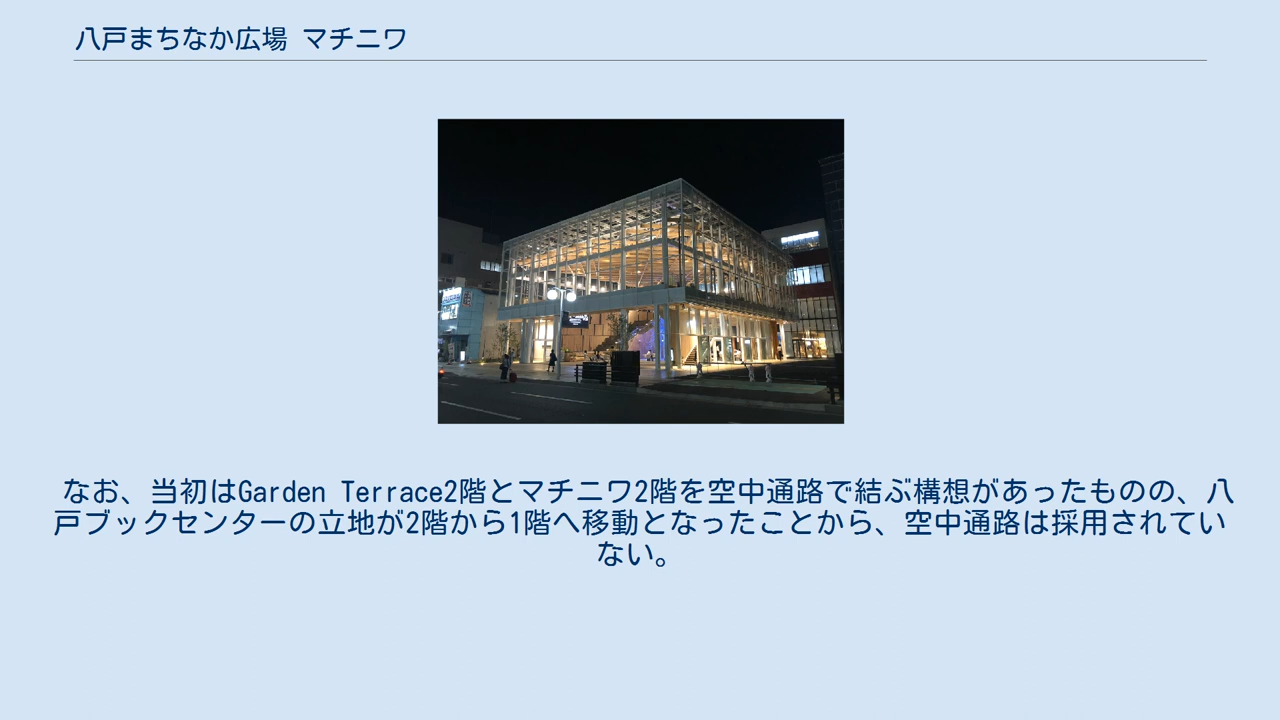 八戸まちなか広場 マチニワ
なお、当初はGarden Terrace2階とマチニワ2階を空中通路で結ぶ構想があったものの、八
戸ブックセンターの立地が2階から1階へ移動となったことから、空中通路は採用されてい
ない。